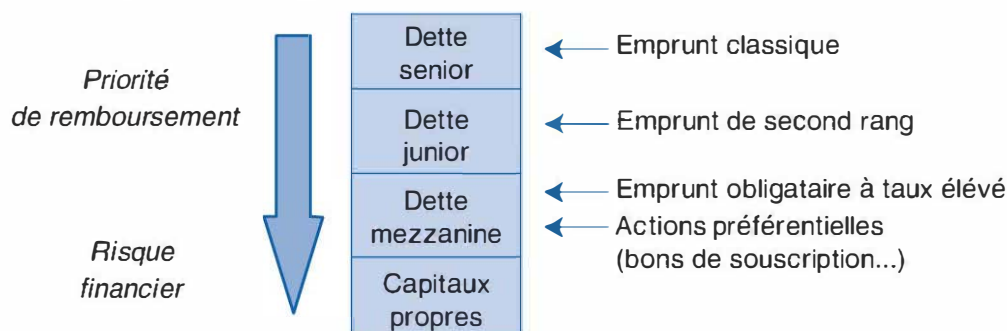 Priorité
de remboursement
Risque
financier
Dette
senior
Dette
junior
Dette
mezzanine
Capitaux
propres
Emprunt classique
Emprunt de second rang
Emprunt obligataire à taux élévé
Actions préférentielles
(bons de souscription...)